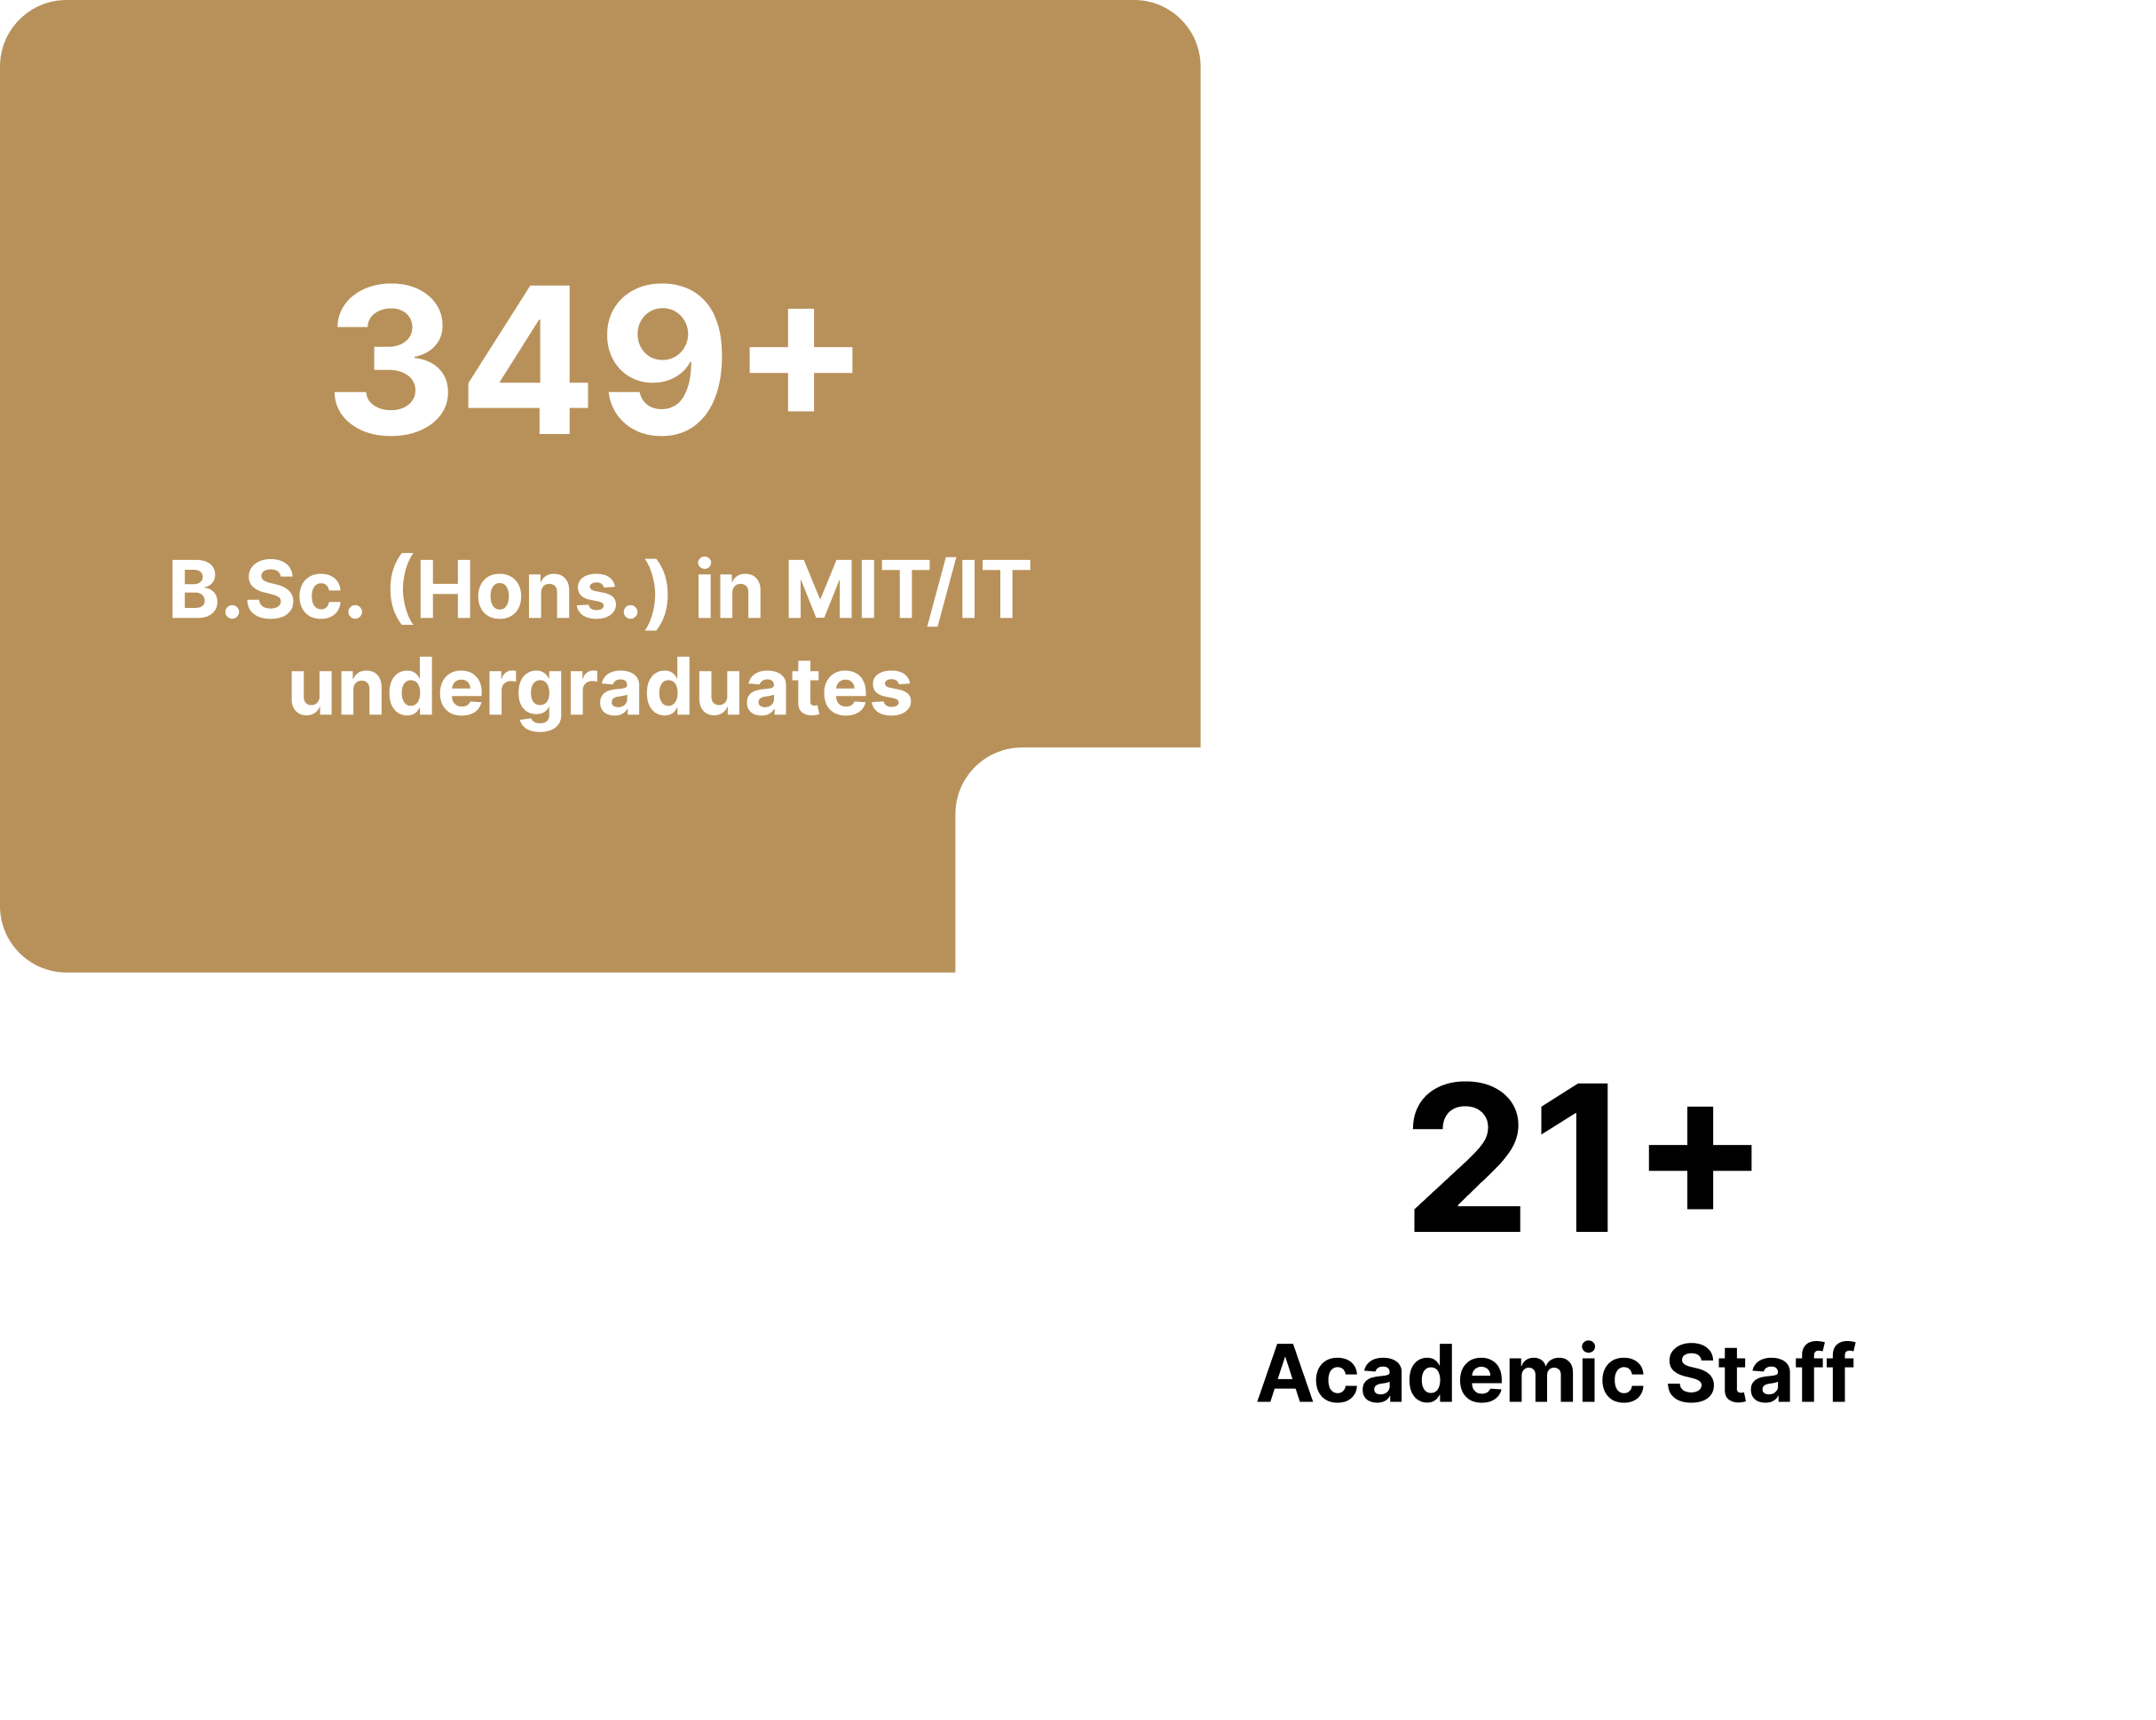 349+
B.Sc. (Hons.) in MIT/IT
undergraduates
21+
Academic Staff